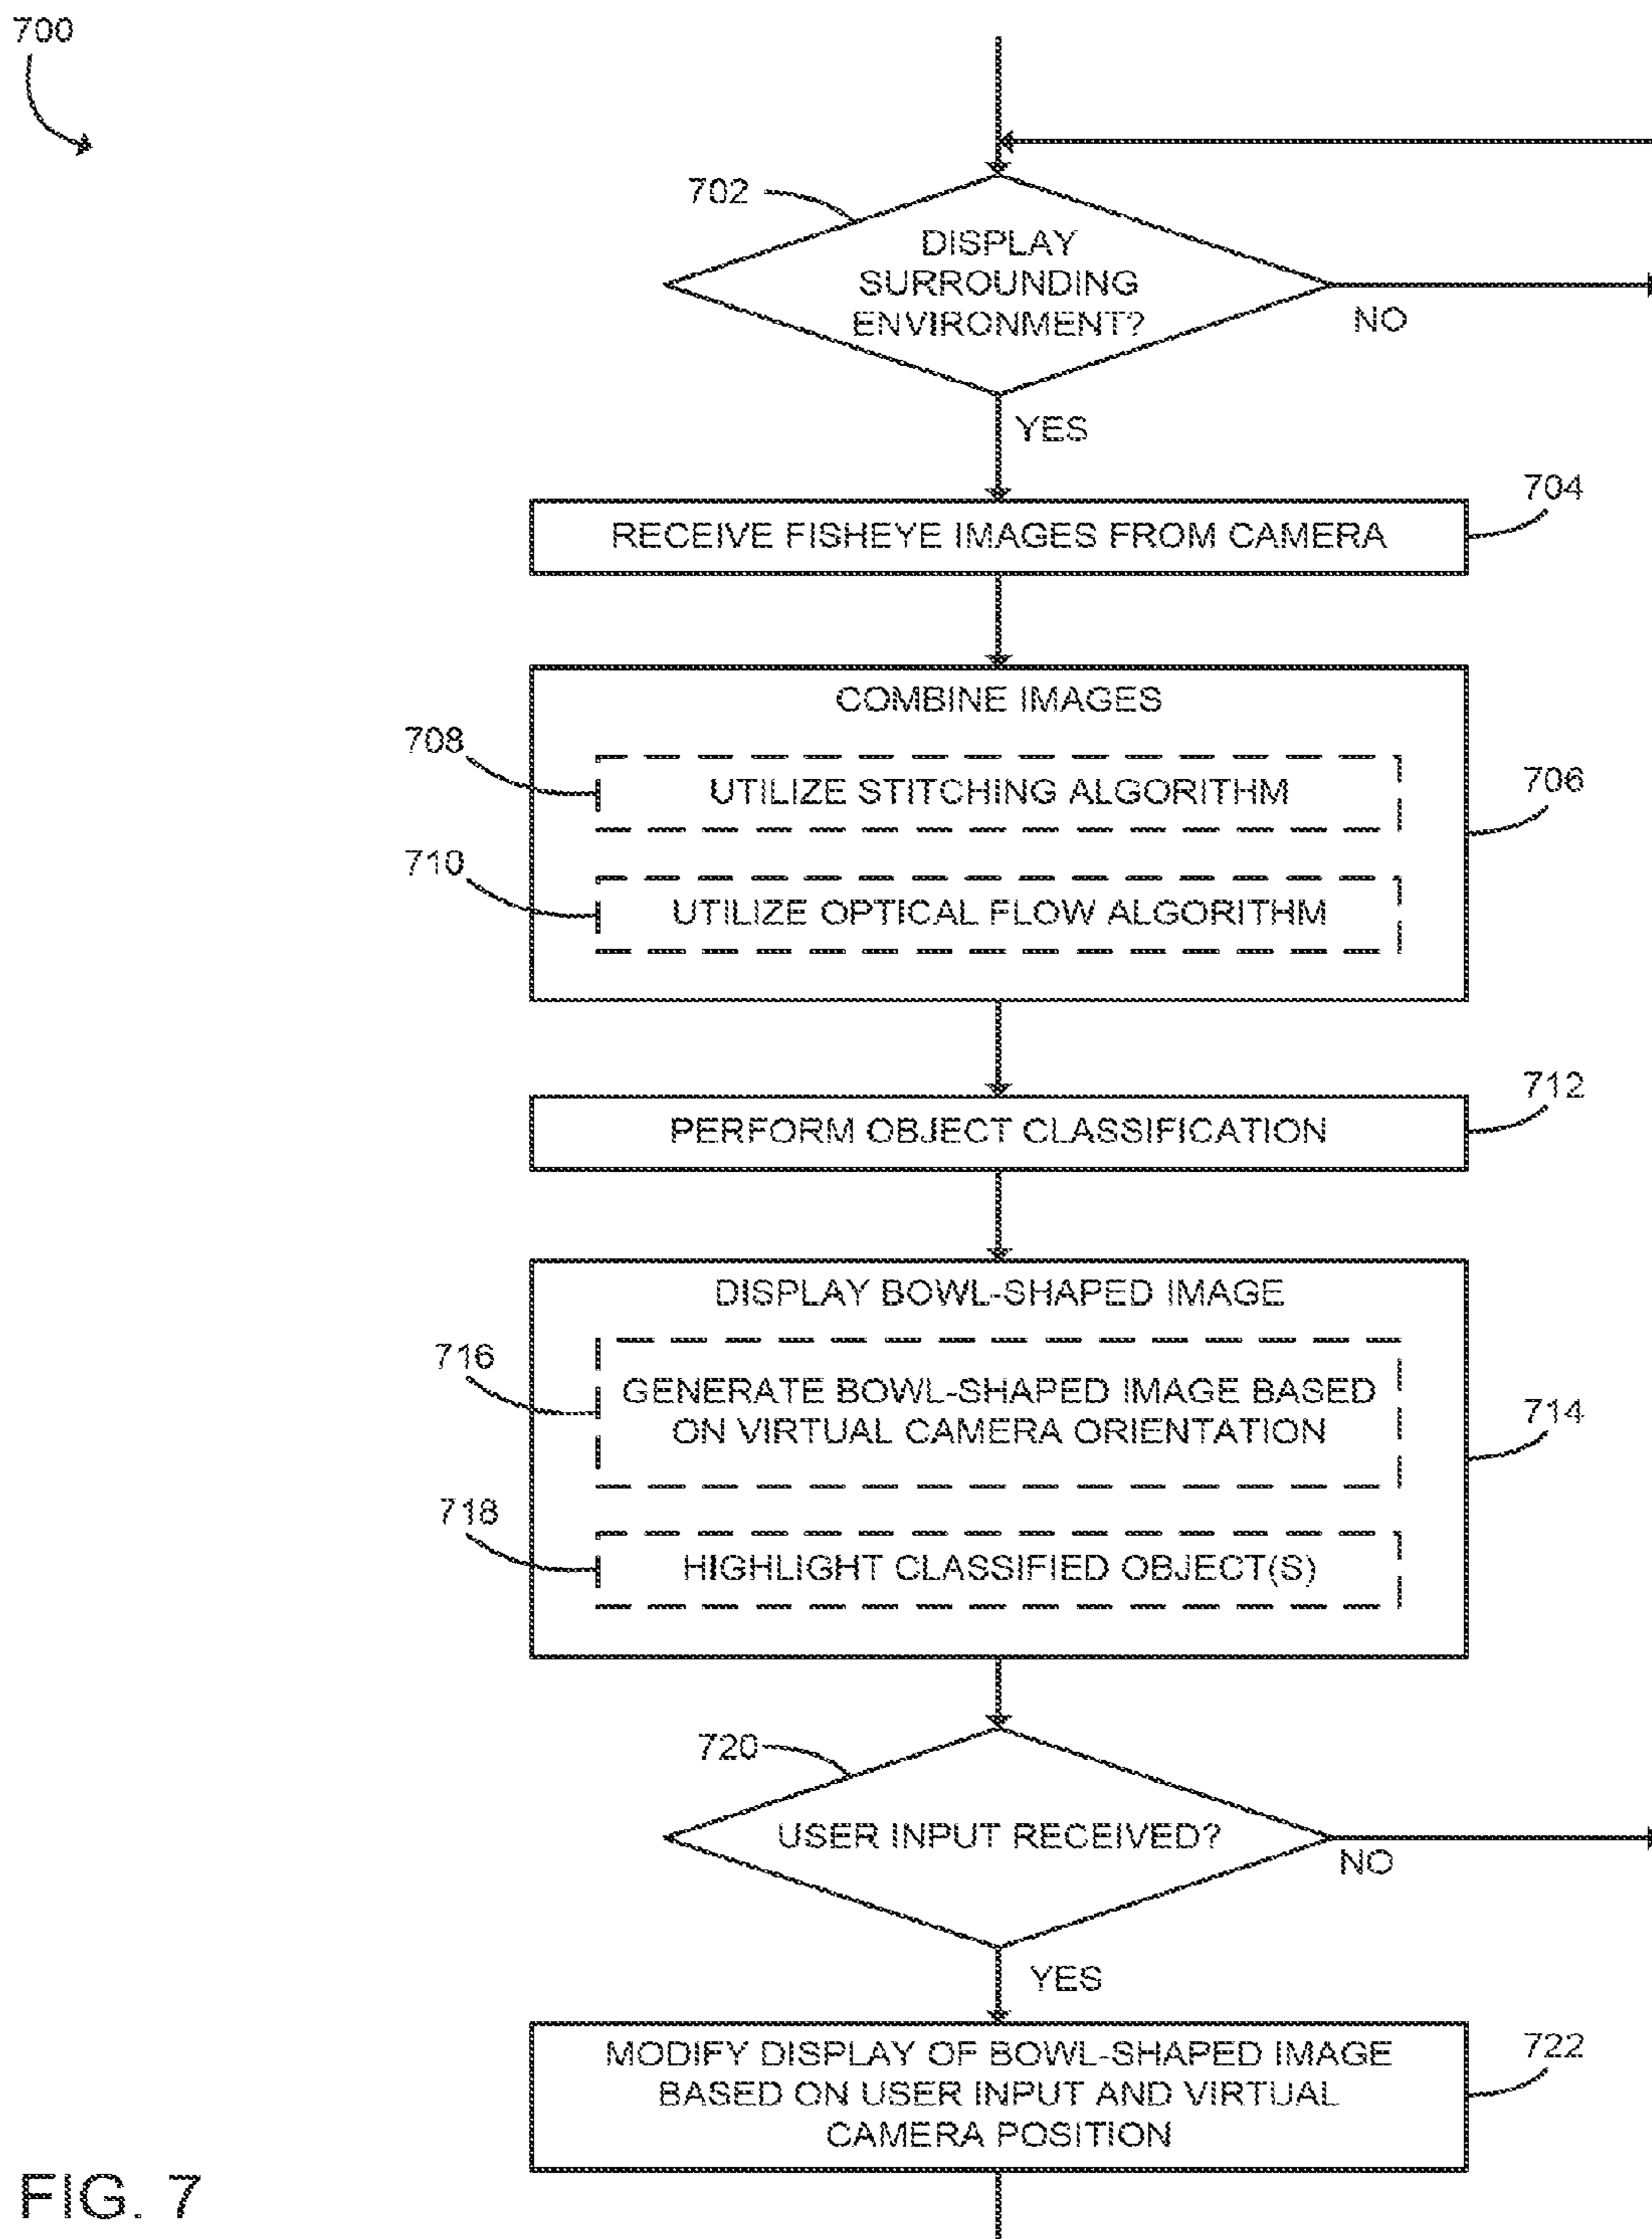 700
702
DISPLAY
SURROUNDING
ENVIRONMENT?
NO
YES
704
RECEIVE FISHEYE IMAGES FROM CAMERA
COMBINE IMAGES
708
UTILIZE STITCHING ALGORITHM
706
710
UTILIZE OPTICAL FLOW ALGORITHM
712
PERFORM OBJECT CLASSIFICATION
DISPLAY BOWL-SHAPED IMAGE
716
GENERATE BOWL-SHAPED IMAGE BASED
ON VIRTUAL CAMERA ORIENTATION
714
718
HIGHLIGHT CLASSIFIED OBJECT(S)
720
USER INPUT RECEIVED?
NO
YES
722
MODIFY DISPLAY OF BOWL-SHAPED IMAGE
BASED ON USER INPUT AND VIRTUAL
CAMERA POSITION
FIG. 7